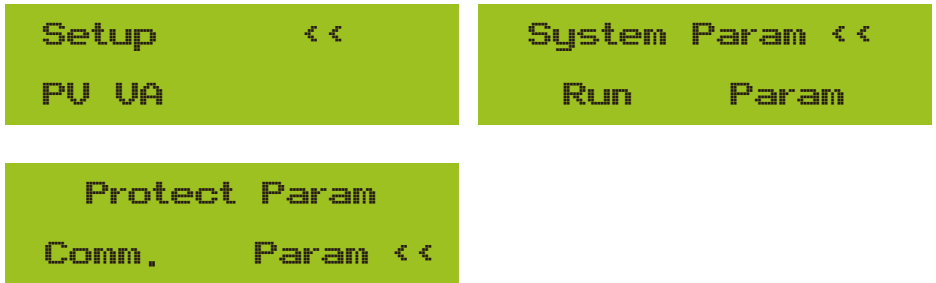 Setup <<
PV VA
System Param <<
Run Param
Protect Param
Comm. Param <<